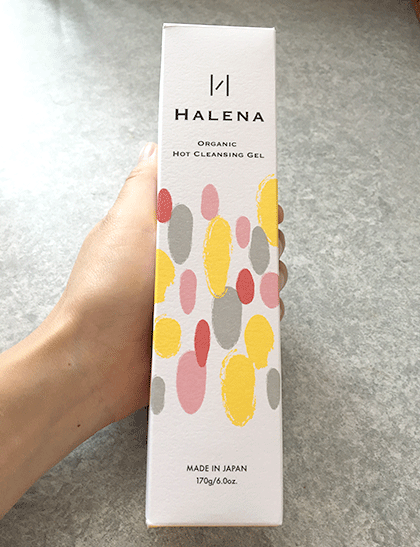 HALENA
ORGANIC
HOT CLEANSING GEL
MADE IN JAPAN
170g/6.0oz.